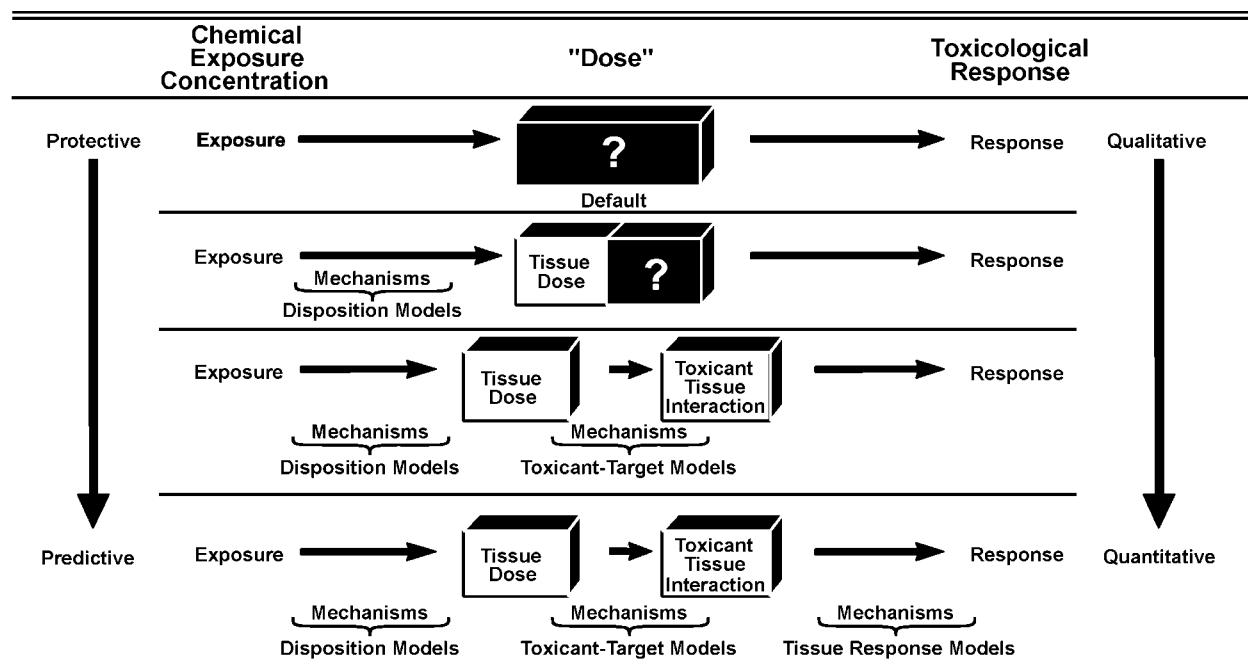 Chemical
Exposure
Concentration
"Dose"
Toxicological
Response
Protective
Exposure
?
Default
Response
Qualitative
Exposure
Tissue
Dose
?
Response
Mechanisms
Disposition Models
Exposure
Tissue
Dose
Toxicant
Tissue
Interaction
Response
Mechanisms
Disposition Models
Mechanisms
Toxicant-Target Models
Predictive
Exposure
Tissue
Dose
Toxicant
Tissue
Interaction
Response
Quantitative
Mechanisms
Disposition Models
Mechanisms
Toxicant-Target Models
Mechanisms
Tissue Response Models